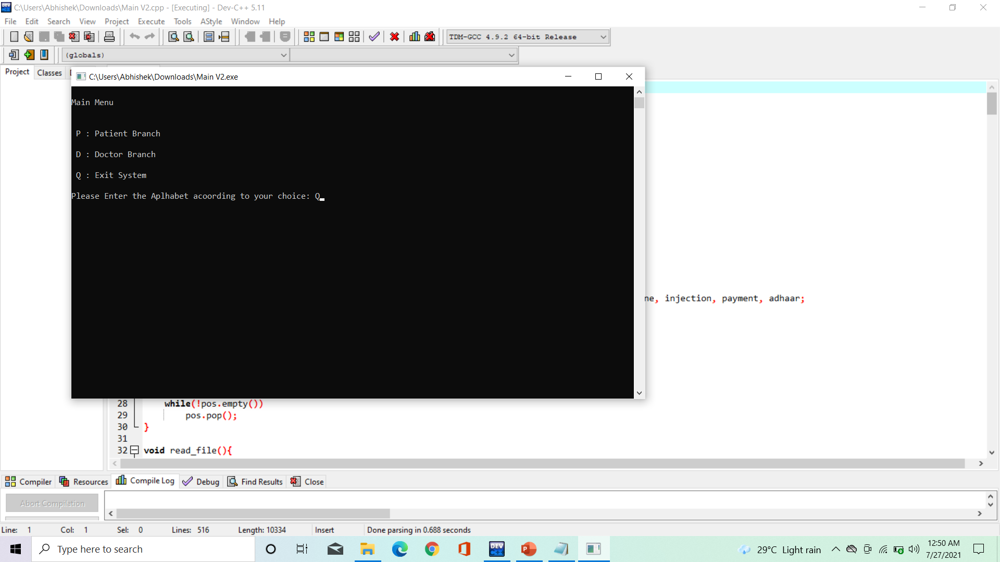 C:\Users\Abhishek\Downloads\Main V2.cpp - [Executing] - Dev-C++ 5.11
File Edit Search View Project Execute Tools AStyle Window Help
TDM-GCC 4.9.2 64-bit Release
(globals)
Project Classes
C:\Users\Abhishek\Downloads\Main V2.exe
Main Menu
P : Patient Branch
D : Doctor Branch
Q : Exit System
Please Enter the Aplhabet acoording to your choice: Q
ne, injection, payment, adhaar;
28 while(!pos.empty())
29 pos.pop();
30 }
31
32 void read_file(){
Compiler Resources Compile Log Debug Find Results Close
Abort Compilation
Line: 1 Col: 1 Sel: 0 Lines: 516 Length: 10334 Insert Done parsing in 0.688 seconds
Type here to search
DEV C++
29°C Light rain
12:50 AM
7/27/2021